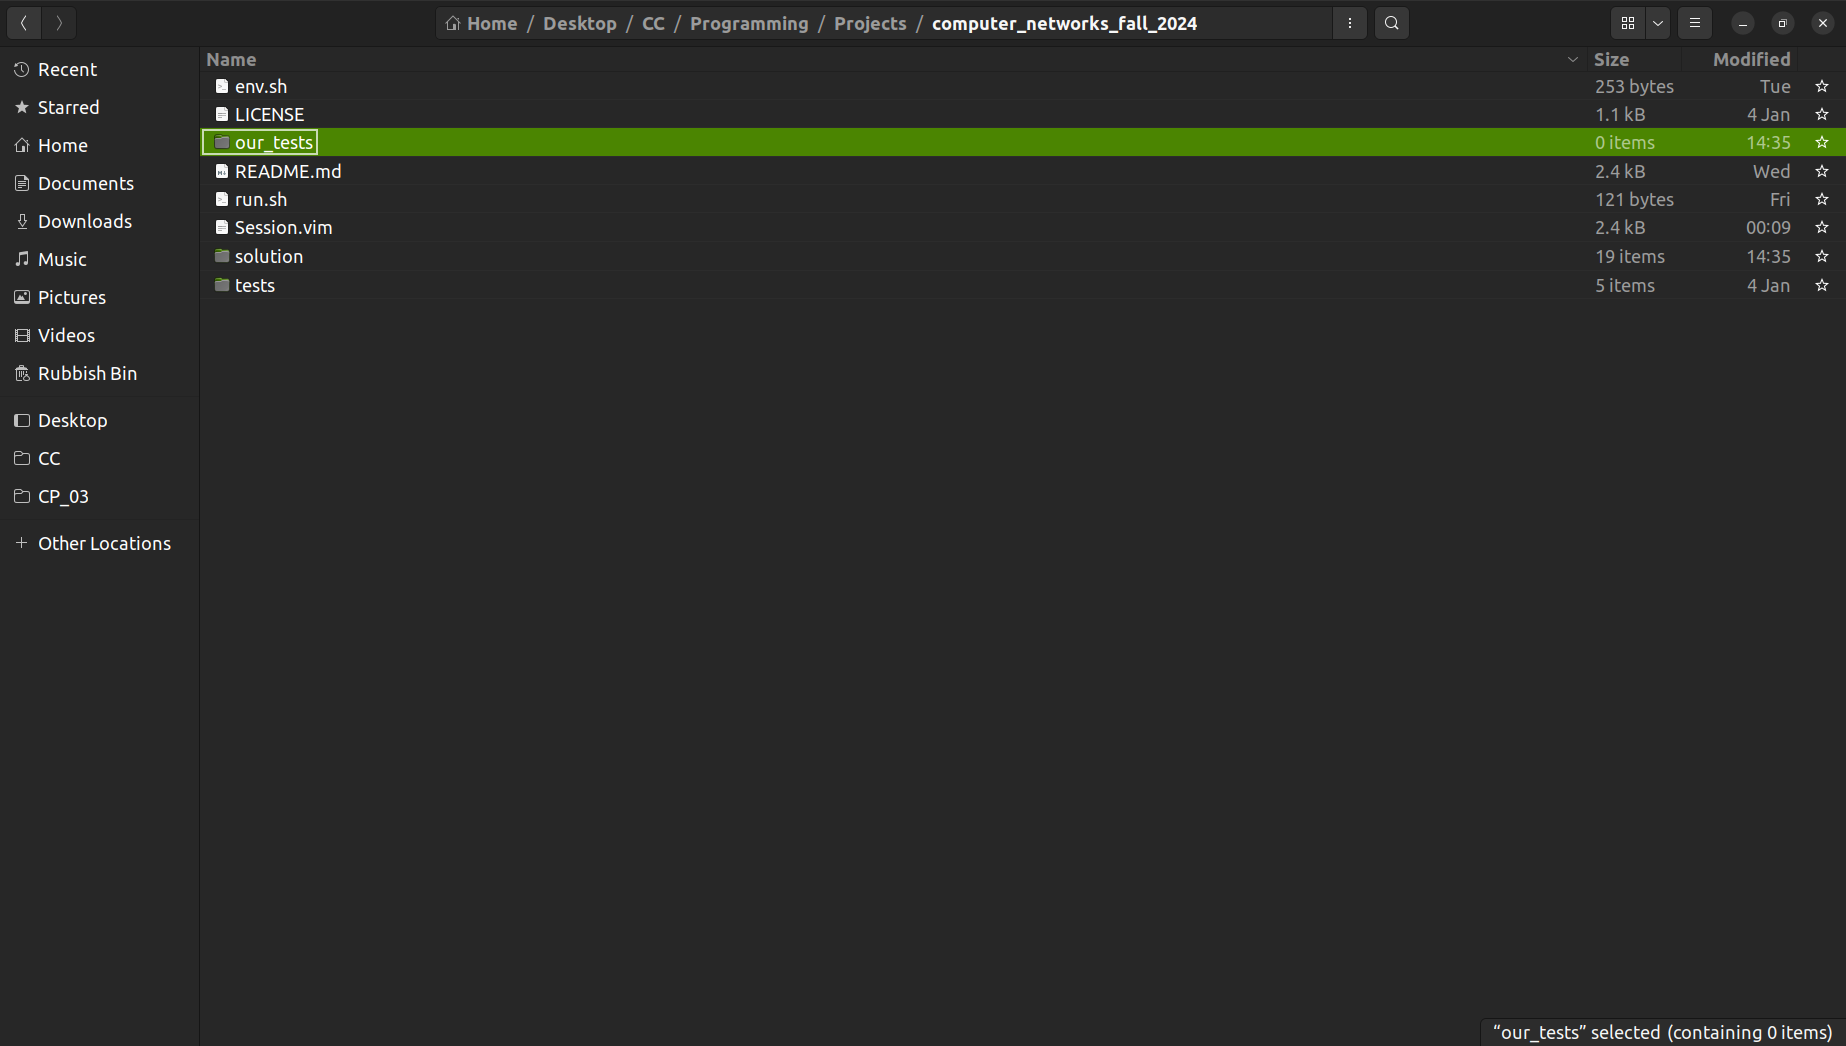 Home / Desktop / CC / Programming / Projects / computer_networks_fall_2024
Name Size Modified
Recent
Starred
Home
Documents
Downloads
Music
Pictures
Videos
Rubbish Bin
Desktop
CC
CP_03
Other Locations
env.sh 253 bytes Tue
LICENSE 1.1 kB 4 Jan
our_tests 0 items 14:35
README.md 2.4 kB Wed
run.sh 121 bytes Fri
Session.vim 2.4 kB 00:09
solution 19 items 14:35
tests 5 items 4 Jan
“our_tests” selected (containing 0 items)